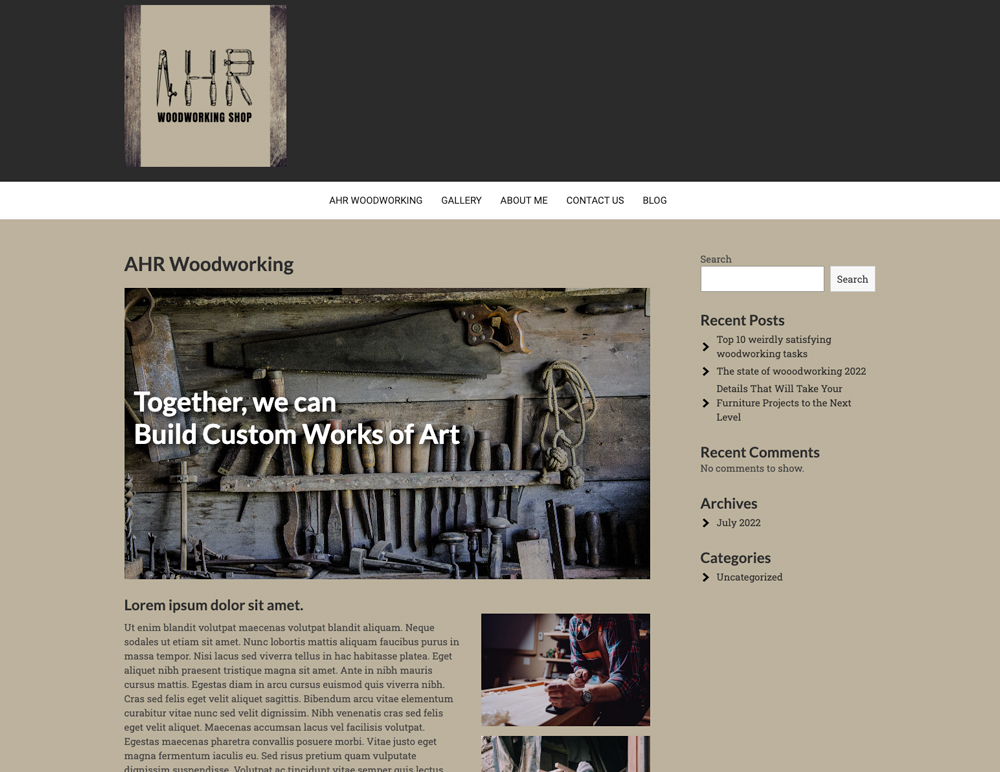 AHR
WOODWORKING SHOP
AHR WOODWORKING GALLERY ABOUT ME CONTACT US BLOG
AHR Woodworking
Together, we can
Build Custom Works of Art
Lorem ipsum dolor sit amet.
Ut enim blandit volutpat maecenas volutpat blandit aliquam. Neque
sodales ut etiam sit amet. Nunc lobortis mattis aliquam faucibus purus in
massa tempor. Nisi lacus sed viverra tellus in hac habitasse platea. Eget
aliquet nibh praesent tristique magna sit amet. Ante in nibh mauris
cursus mattis. Egestas diam in arcu cursus euismod quis viverra nibh.
Cras sed felis eget velit aliquet sagittis. Bibendum arcu vitae elementum
curabitur vitae nunc sed velit dignissim. Nibh venenatis cras sed felis
eget velit aliquet. Maecenas accumsan lacus vel facilisis volutpat.
Egestas maecenas pharetra convallis posuere morbi. Vitae justo eget
magna fermentum iaculis eu. Sed risus pretium quam vulputate
dignissim suspendisse. Volutpat ac tincidunt vitae semper quis lectus
Search
Search
Recent Posts
Top 10 weirdly satisfying
woodworking tasks
The state of wooodworking 2022
Details That Will Take Your
Furniture Projects to the Next
Level
Recent Comments
No comments to show.
Archives
July 2022
Categories
Uncategorized